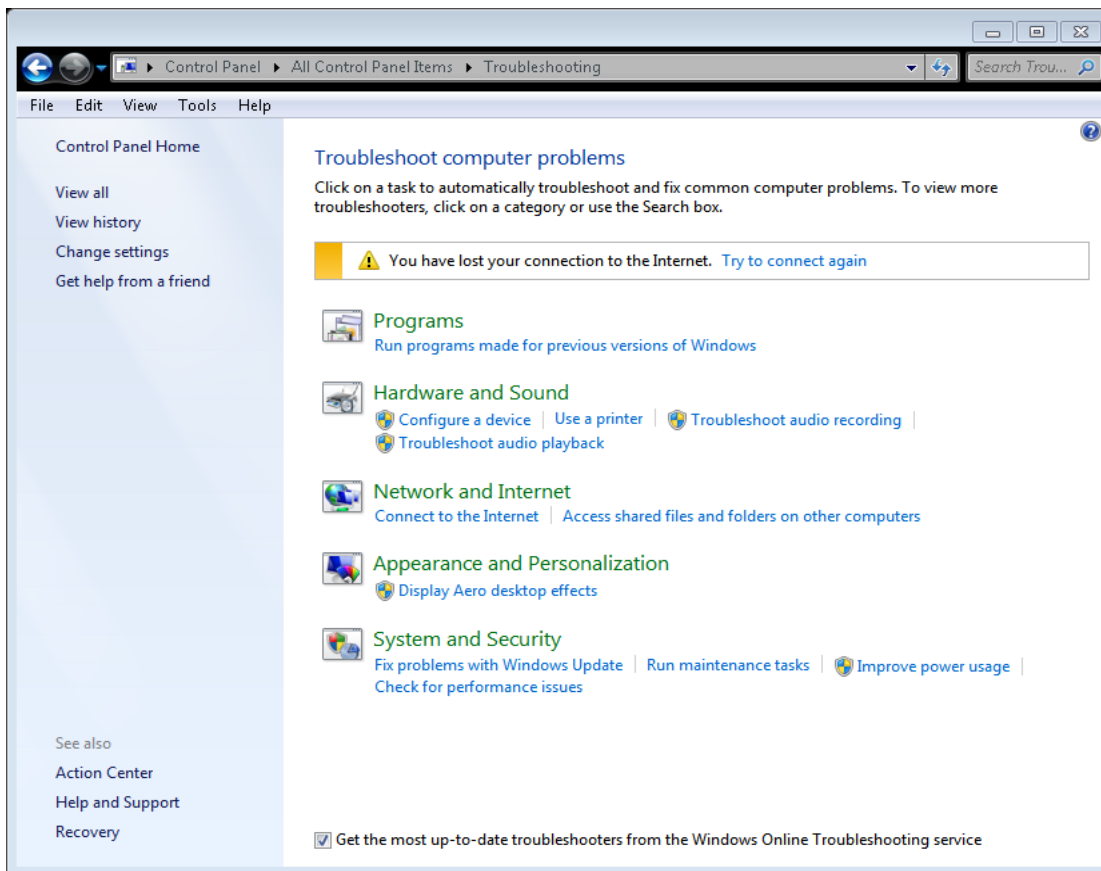 Control Panel ▸ All Control Panel Items ▸ Troubleshooting
Search Trou...
File Edit View Tools Help
Control Panel Home
View all
View history
Change settings
Get help from a friend
Troubleshoot computer problems
Click on a task to automatically troubleshoot and fix common computer problems. To view more
troubleshooters, click on a category or use the Search box.
You have lost your connection to the Internet. Try to connect again
Programs
Run programs made for previous versions of Windows
Hardware and Sound
Configure a device | Use a printer | Troubleshoot audio recording |
Troubleshoot audio playback
Network and Internet
Connect to the Internet | Access shared files and folders on other computers
Appearance and Personalization
Display Aero desktop effects
System and Security
Fix problems with Windows Update | Run maintenance tasks | Improve power usage |
Check for performance issues
See also
Action Center
Help and Support
Recovery
Get the most up-to-date troubleshooters from the Windows Online Troubleshooting service